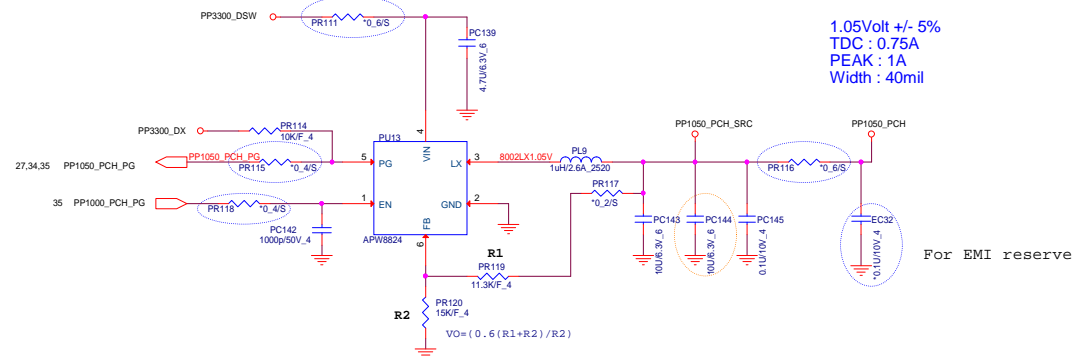 PP3300_DSW
PR111
*0_6/S
PC139
4.7U/6.3V_6
1.05Volt +/- 5%
TDC : 0.75A
PEAK : 1A
Width : 40mil
PP3300_DX
PR114
10K/F_4
27,34,35
PP1050_PCH_PG
PP1050_PCH_PG
PR115
*0_4/S
35
PP1000_PCH_PG
PR118
*0_4/S
PC142
1000p/50V_4
PU13
4
VIN
5
PG
LX
3
1
EN
GND
2
FB
6
APW8824
8002LX1.05V
PL9
1uH/2.6A_2520
PR117
*0_2/S
PP1050_PCH_SRC
PP1050_PCH
PR116
*0_6/S
PC143
10U/6.3V_6
PC144
10U/6.3V_6
PC145
0.1U/10V_4
EC32
*0.1U/10V_4
For EMI reserve
R1
PR119
11.3K/F_4
R2
PR120
15K/F_4
VO=(0.6(R1+R2)/R2)